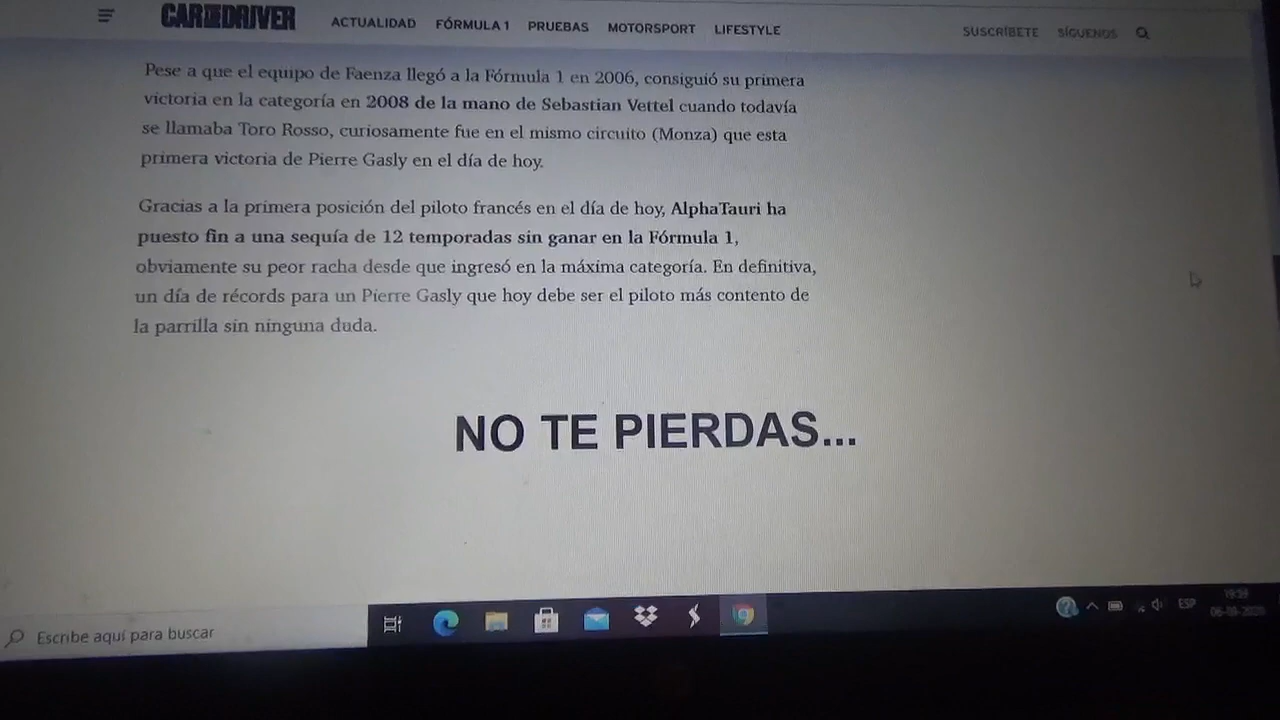 CAR AND DRIVER
ACTUALIDAD FÓRMULA 1 PRUEBAS MOTORSPORT LIFESTYLE
SUSCRÍBETE SÍGUENOS
Pese a que el equipo de Faenza llegó a la Fórmula 1 en 2006, consiguió su primera
victoria en la categoría en 2008 de la mano de Sebastian Vettel cuando todavía
se llamaba Toro Rosso, curiosamente fue en el mismo circuito (Monza) que esta
primera victoria de Pierre Gasly en el día de hoy.
Gracias a la primera posición del piloto francés en el día de hoy, AlphaTauri ha
puesto fin a una sequía de 12 temporadas sin ganar en la Fórmula 1,
obviamente su peor racha desde que ingresó en la máxima categoría. En definitiva,
un día de récords para un Pierre Gasly que hoy debe ser el piloto más contento de
la parrilla sin ninguna duda.
NO TE PIERDAS...
Escribe aquí para buscar
ESP